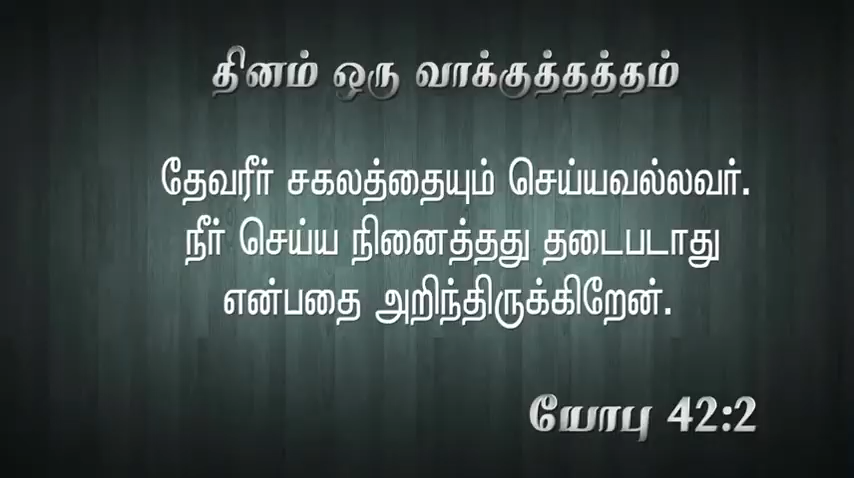 தினம் ஒரு வாக்குத்தத்தம்
தேவரீர் சகலத்தையும் செய்யவல்லவர்.
நீர் செய்ய நினைத்தது தடைபடாது
என்பதை அறிந்திருக்கிறேன்.
யோபு 42:2